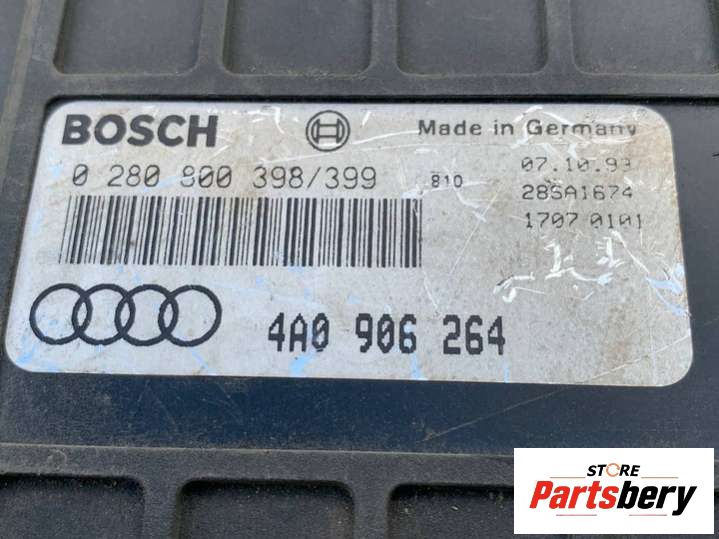 BOSCH
Made in Germany
0 280 800 398/399
810
07.10.93
28SA1674
1707 0101
4A0 906 264
STORE
Partsbery